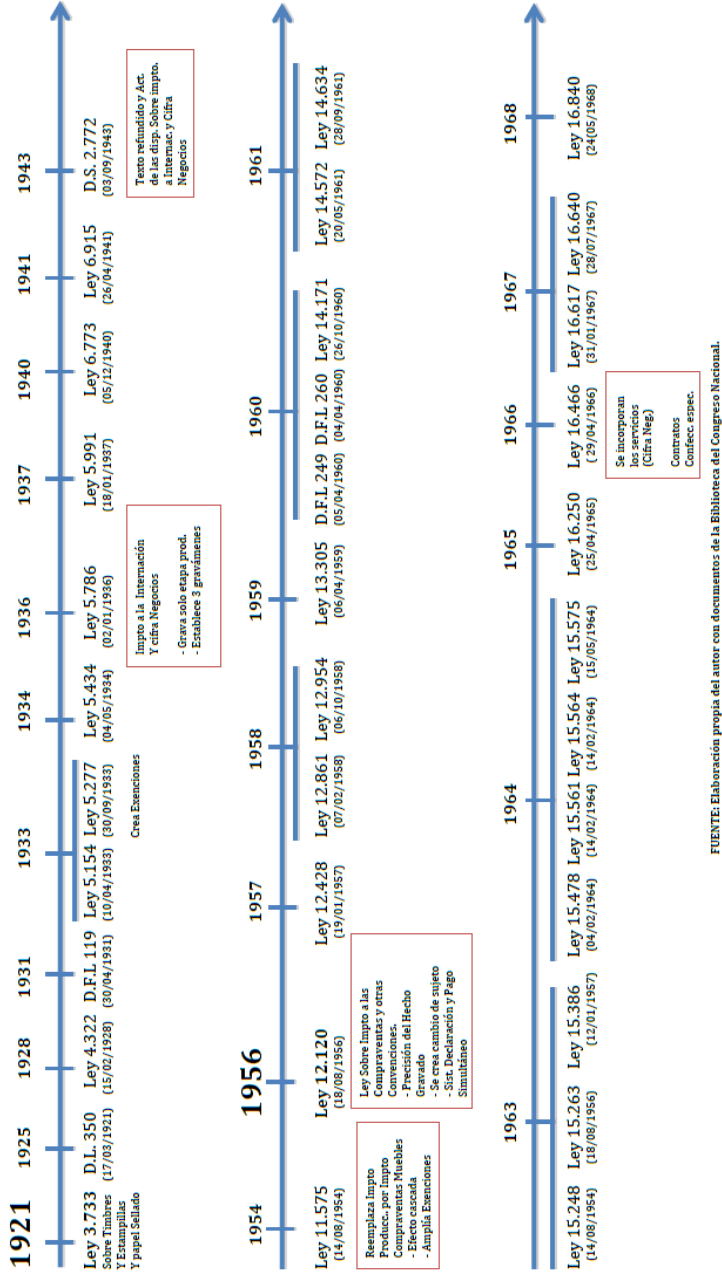 1921
1925
1928
1931
1933
1934
1936
1937
1940
1941
1943
Ley 3.733
Sobre Timbres
Y Estampillas
Y papel Sellado
D.L. 350
(17/03/1921)
Ley 4.322
(15/02/1928)
D.F.L 119
(30/04/1931)
Ley 5.154
(10/04/1933)
Ley 5.277
(30/09/1933)
Crea Exenciones
Ley 5.434
(04/05/1934)
Ley 5.786
(02/01/1936)
Impto a la Internación
Y cifra Negocios
- Grava solo etapa prod.
- Establece 3 gravámenes
Ley 5.991
(18/01/1937)
Ley 6.773
(05/12/1940)
Ley 6.915
(26/04/1941)
D.S. 2.772
(03/09/1943)
Texto refundido y Act.
de las disp. Sobre impto.
a Internac. y Cifra
Negocios
1954
1956
1957
1958
1959
1960
1961
Ley 11.575
(14/08/1954)
Reemplaza Impto
Producc.. por Impto
Compraventas Muebles
- Efecto cascada
- Amplía Exenciones
Ley 12.120
(18/08/1956)
Ley Sobre Impto a las
Compraventas y otras
Convenciones.
- Precisión del Hecho
Gravado
- Se crea cambio de sujeto
- Sist. Declaración y Pago
Simultáneo
Ley 12.428
(19/01/1957)
Ley 12.861
(07/02/1958)
Ley 12.954
(06/10/1958)
Ley 13.305
(06/04/1959)
D.F.L 249
(05/04/1960)
D.F.L 260
(04/04/1960)
Ley 14.171
(26/10/1960)
Ley 14.572
(20/05/1961)
Ley 14.634
(28/09/1961)
1963
1964
1965
1966
1967
1968
Ley 15.248
(14/08/1954)
Ley 15.263
(18/08/1956)
Ley 15.386
(12/01/1957)
Ley 15.478
(04/02/1964)
Ley 15.561
(14/02/1964)
Ley 15.564
(14/02/1964)
Ley 15.575
(15/05/1964)
Ley 16.250
(25/04/1965)
Ley 16.466
( 29/04/1966)
Se incorporan
los servicios
(Cifra Neg.)
Contratos
Confecc. espec.
Ley 16.617
(31/01/1967)
Ley 16.640
(28/07/1967)
Ley 16.840
(24(05/1968)
FUENTE: Elaboración propia del autor con documentos de la Biblioteca del Congreso Nacional.